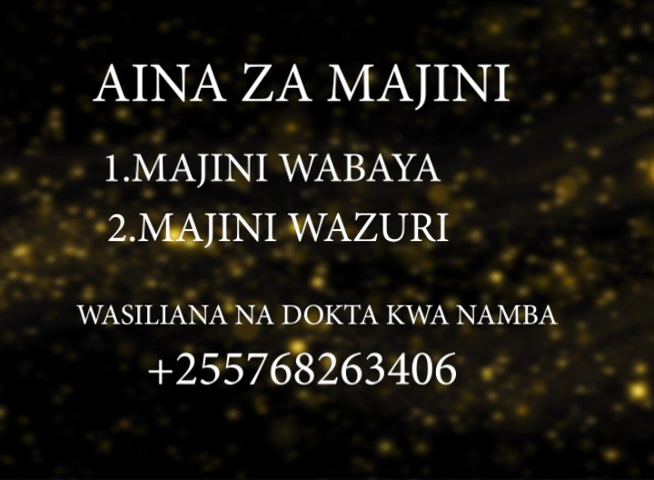 AINA ZA MAJINI
1.MAJINI WABAYA
2.MAJINI WAZURI
WASILIANA NA DOKTA KWA NAMBA
+255768263406